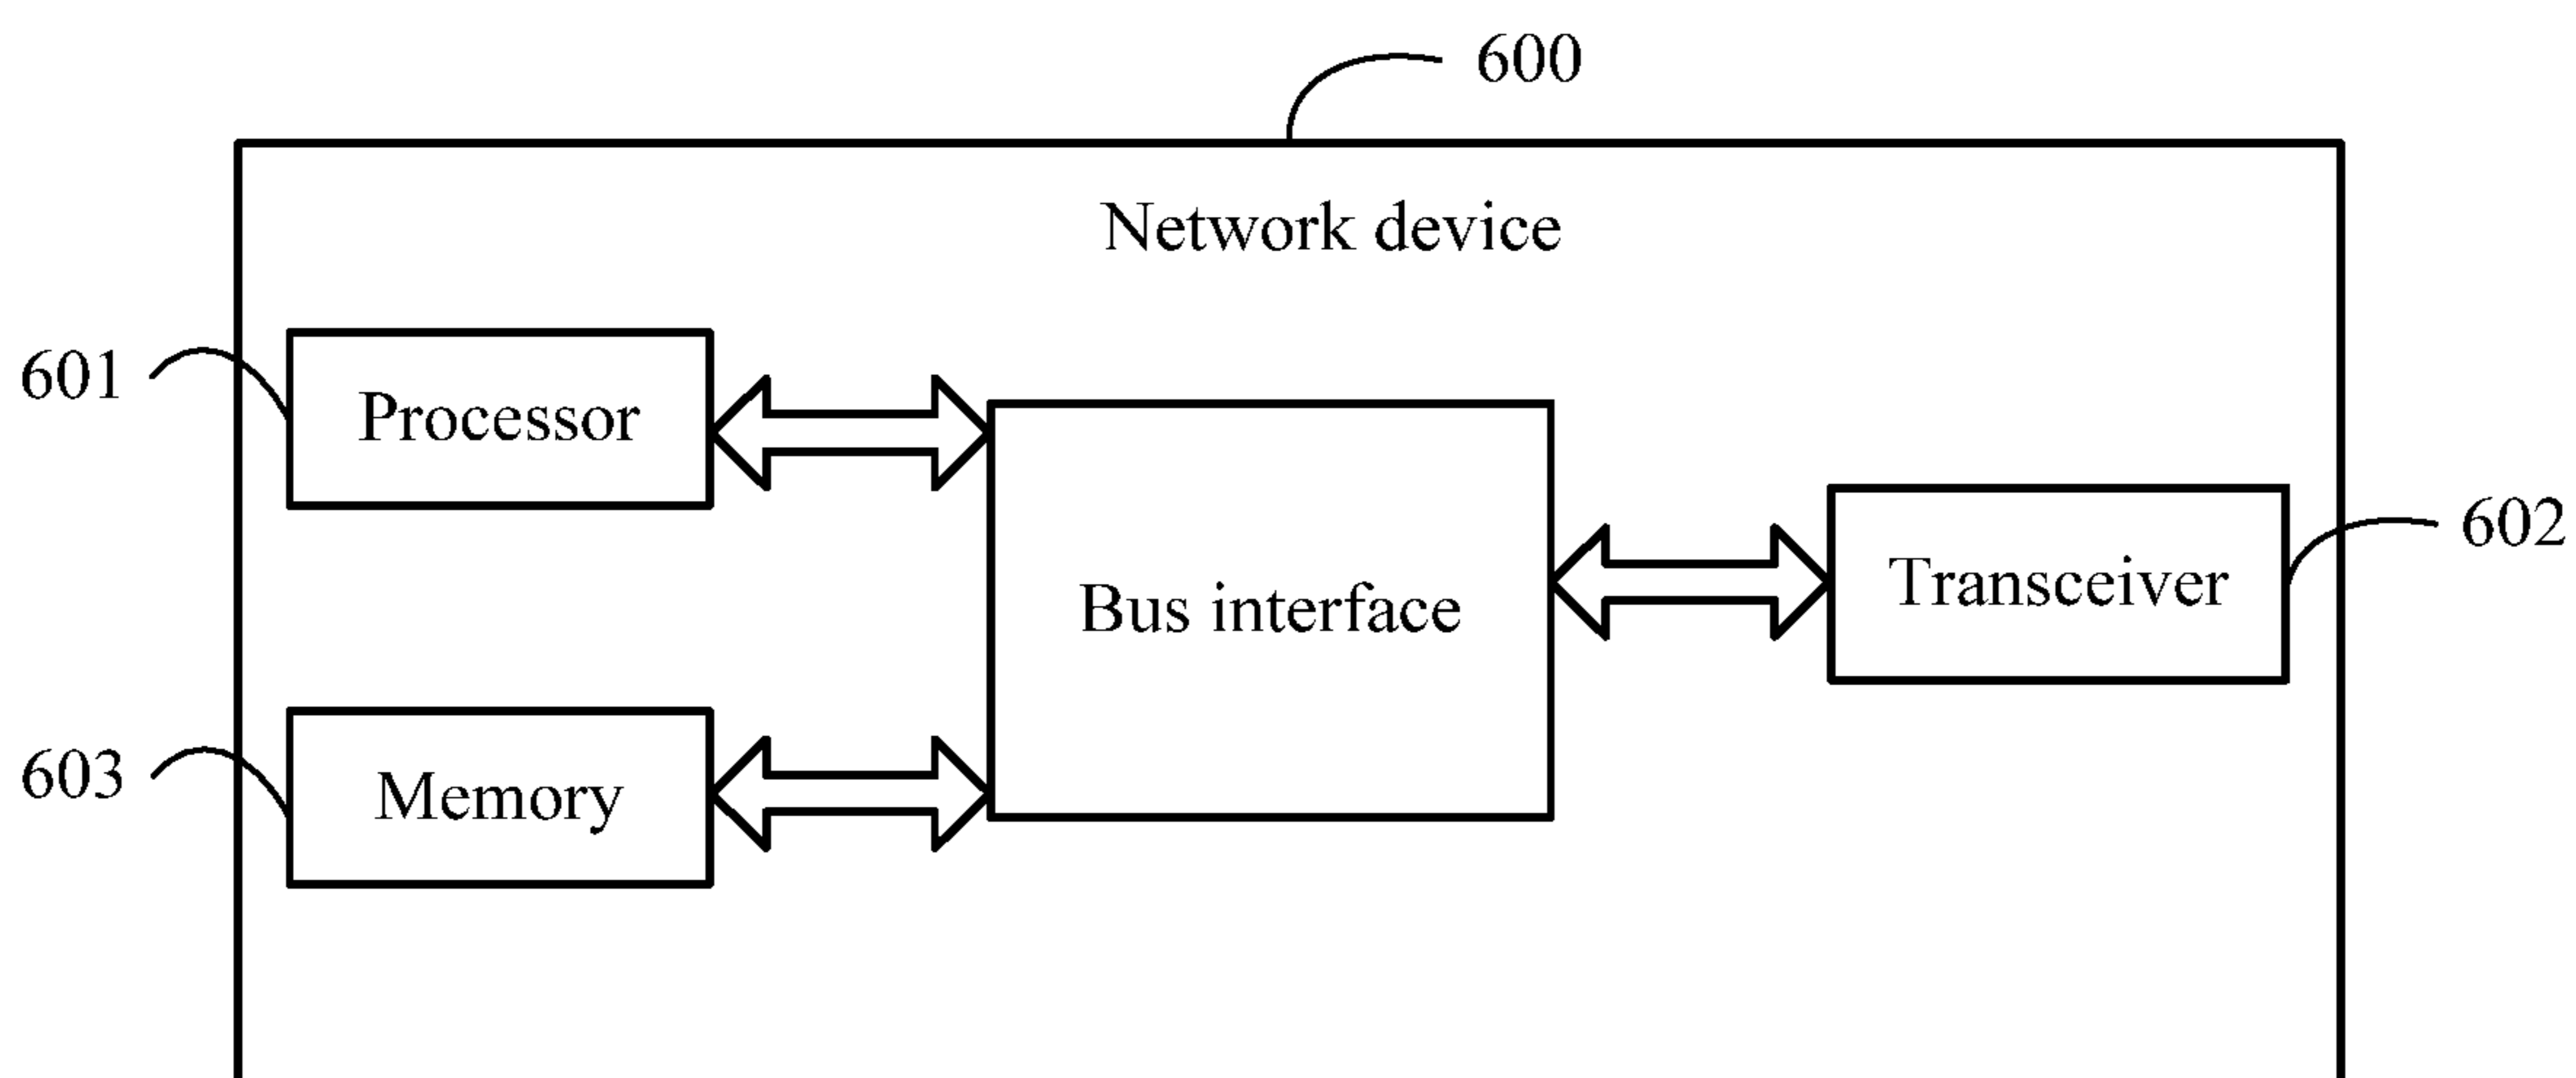 600
Network device
601
Processor
Bus interface
Transceiver
602
603
Memory